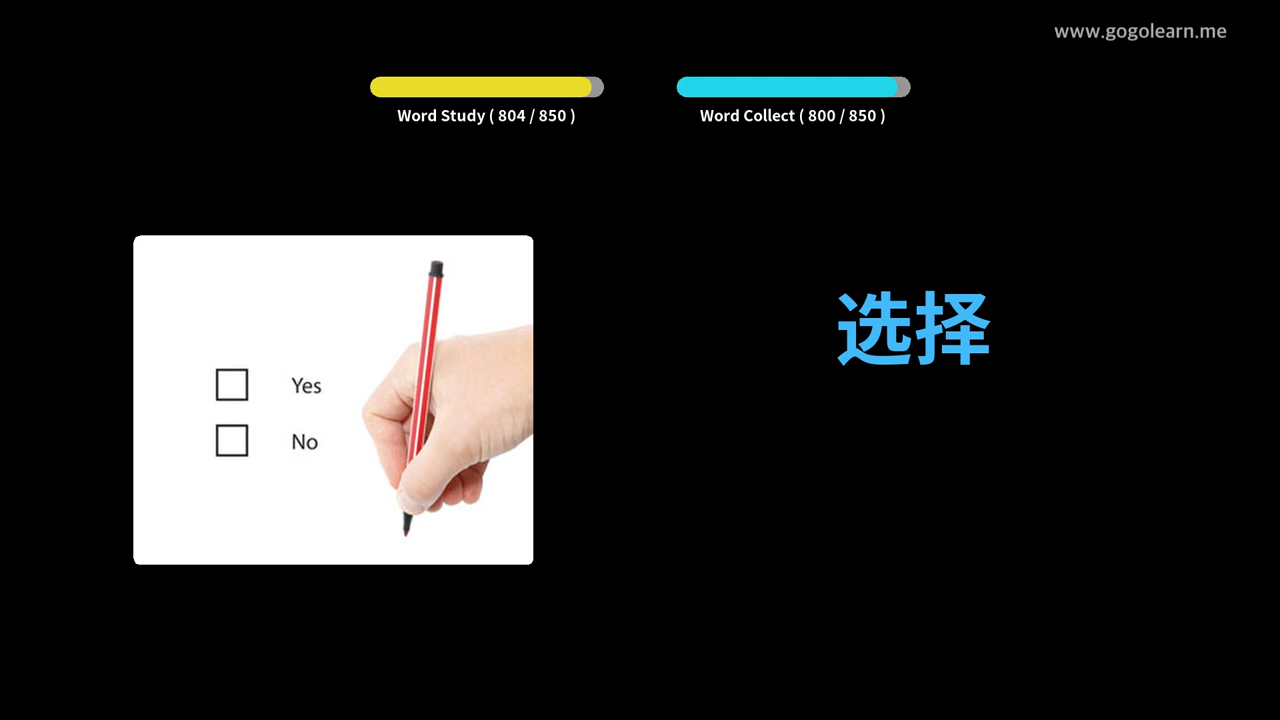 www.gogolearn.me
Word Study ( 804 / 850 )
Word Collect ( 800 / 850 )
选择
Yes
No